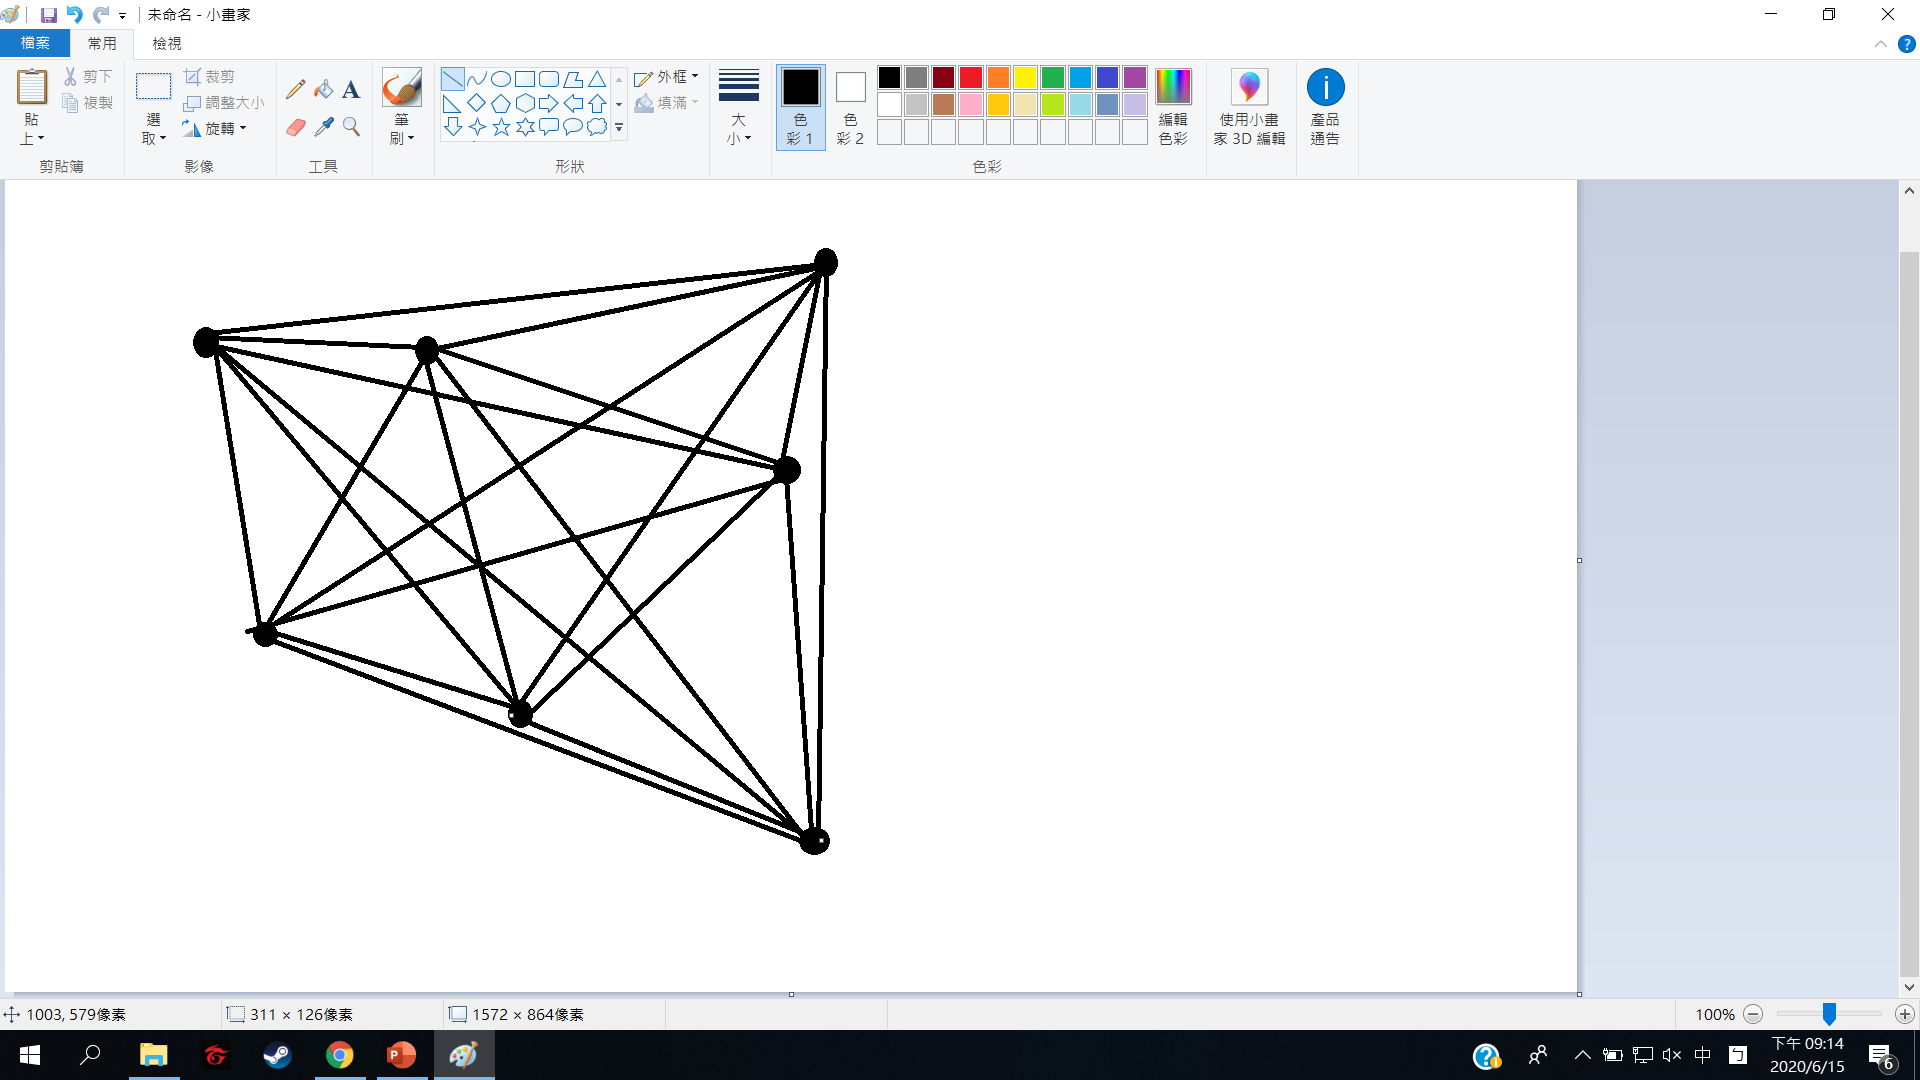 未命名 - 小畫家
檔案 常用 檢視
貼
上
剪下
複製
剪貼簿
選
取
裁剪
調整大小
旋轉
影像
A
工具
筆
刷
外框
填滿
形狀
大
小
色
彩 1
色
彩 2
編輯
色彩
色彩
使用小畫
家 3D 編輯
產品
通告
1003, 579像素 311 × 126像素 1572 × 864像素 100%
中
下午 09:14
2020/6/15
6